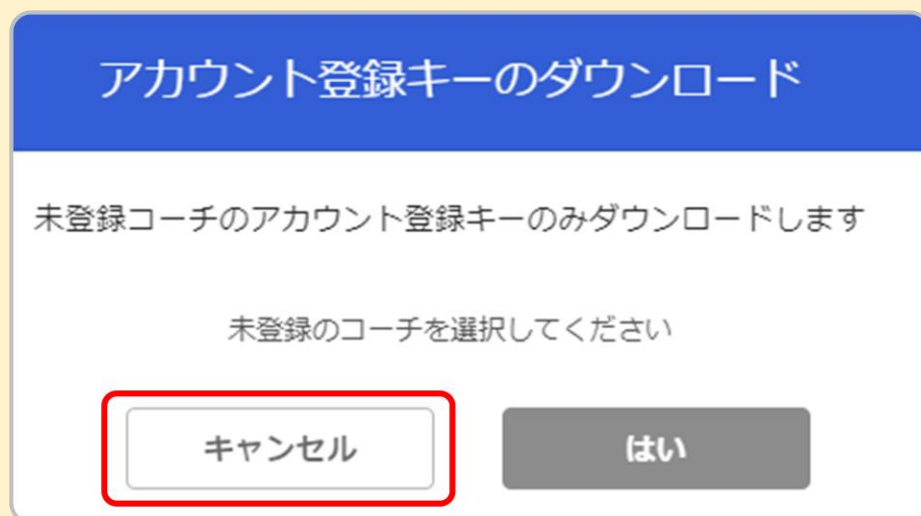 アカウント登録キーのダウンロード
未登録コーチのアカウント登録キーのみダウンロードします
未登録のコーチを選択してください
キャンセル
はい